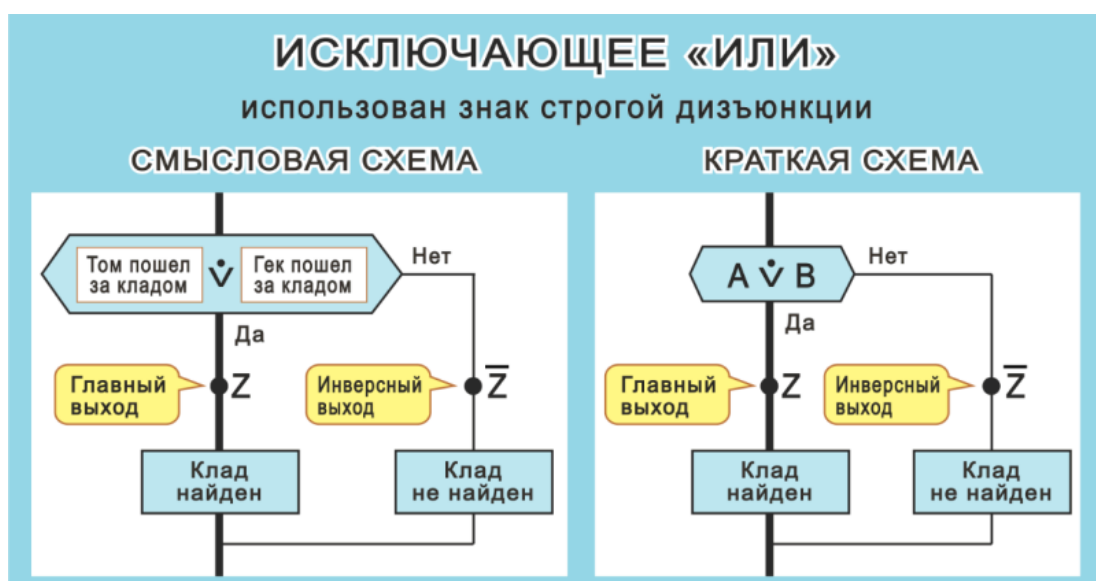 ИСКЛЮЧАЮЩЕЕ «ИЛИ»
использован знак строгой дизъюнкции
СМЫСЛОВАЯ СХЕМА
Том пошел
за кладом
V̇
Гек пошел
за кладом
Нет
Да
Главный
выход
Z
Инверсный
выход
Z̅
Клад
найден
Клад
не найден
КРАТКАЯ СХЕМА
A V̇ B
Нет
Да
Главный
выход
Z
Инверсный
выход
Z̅
Клад
найден
Клад
не найден